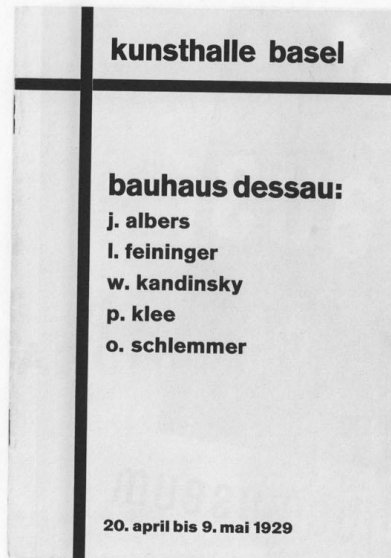 kunsthalle basel
bauhaus dessau:
j. albers
l. feininger
w. kandinsky
p. klee
o. schlemmer
20. april bis 9. mai 1929